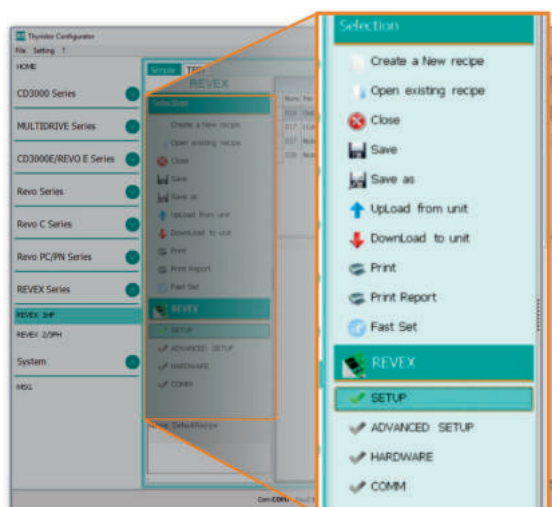 Thyristor Configurator
File Setting ?
HOME
CD3000 Series
MULTIDRIVE Series
CD3000E/REVO E Series
Revo Series
Revo C Series
Revo PC/PN Series
REVEX Series
REVEX 1HP
REVEX 2/3PH
System
MSG
Simple
REVEX
Selection
Create a New recipe
Open existing recipe
Close
Save
Save as
UpLoad from unit
DownLoad to unit
Print
Print Report
Fast Set
REVEX
SETUP
ADVANCED SETUP
HARDWARE
COMM
Num Par
Selection
Create a New recipe
Open existing recipe
Close
Save
Save as
UpLoad from unit
DownLoad to unit
Print
Print Report
Fast Set
REVEX
SETUP
ADVANCED SETUP
HARDWARE
COMM